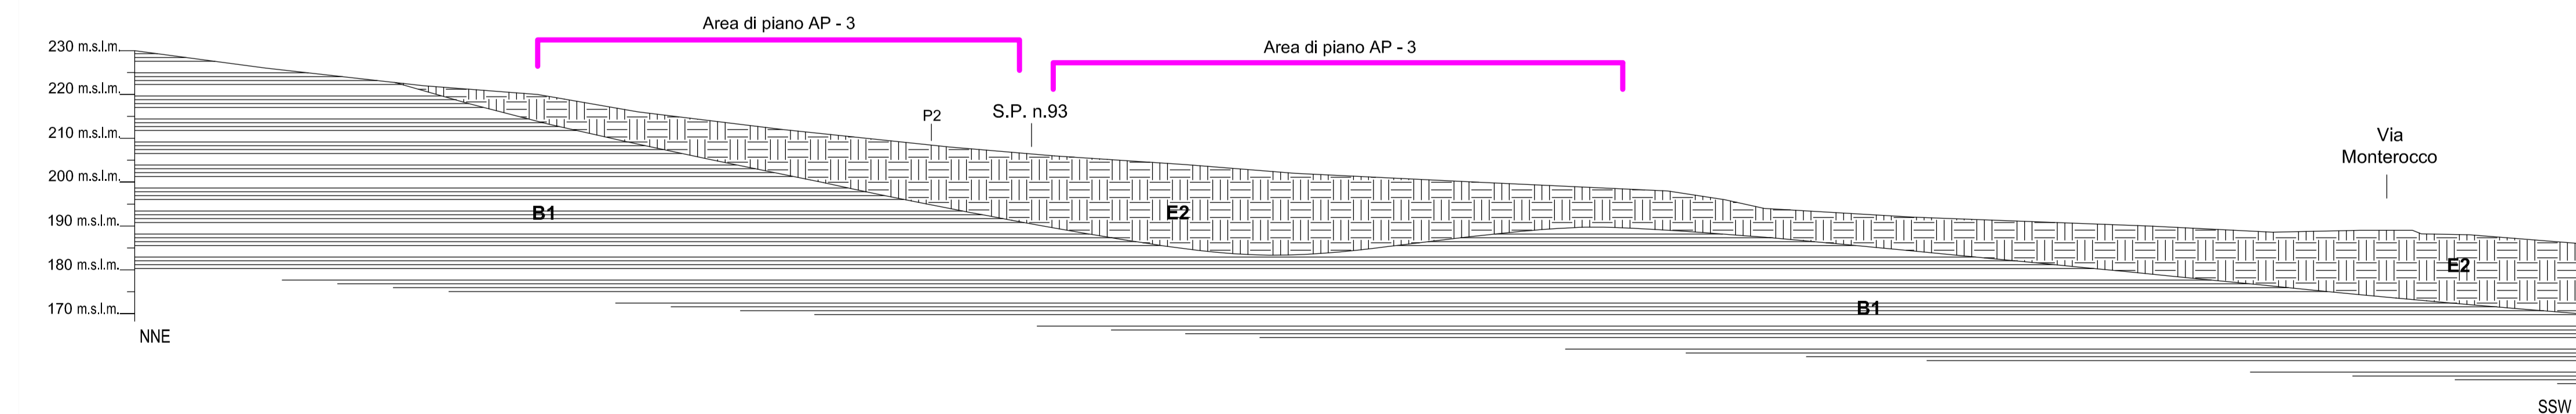 Area di piano AP - 3
Area di piano AP - 3
230 m.s.l.m.
220 m.s.l.m.
210 m.s.l.m.
200 m.s.l.m.
190 m.s.l.m.
180 m.s.l.m.
170 m.s.l.m.
P2
S.P. n.93
Via
Monterocco
B1
E2
E2
B1
NNE
SSW